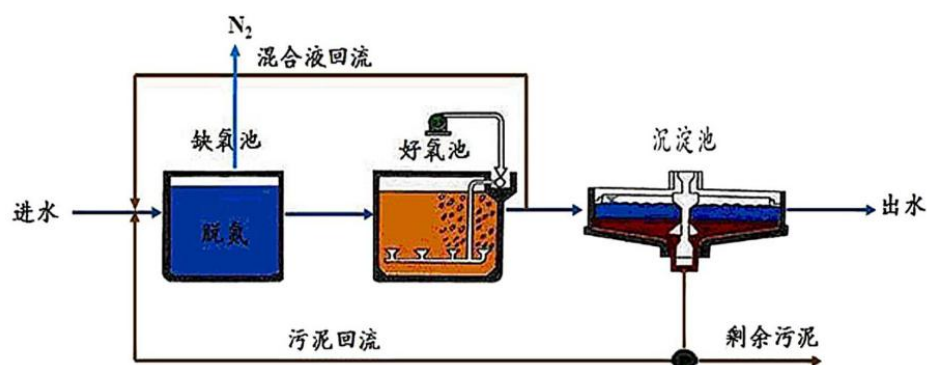 N₂
混合液回流
缺氧池
好氧池
沉淀池
进水
脱氮
出水
污泥回流
剩余污泥